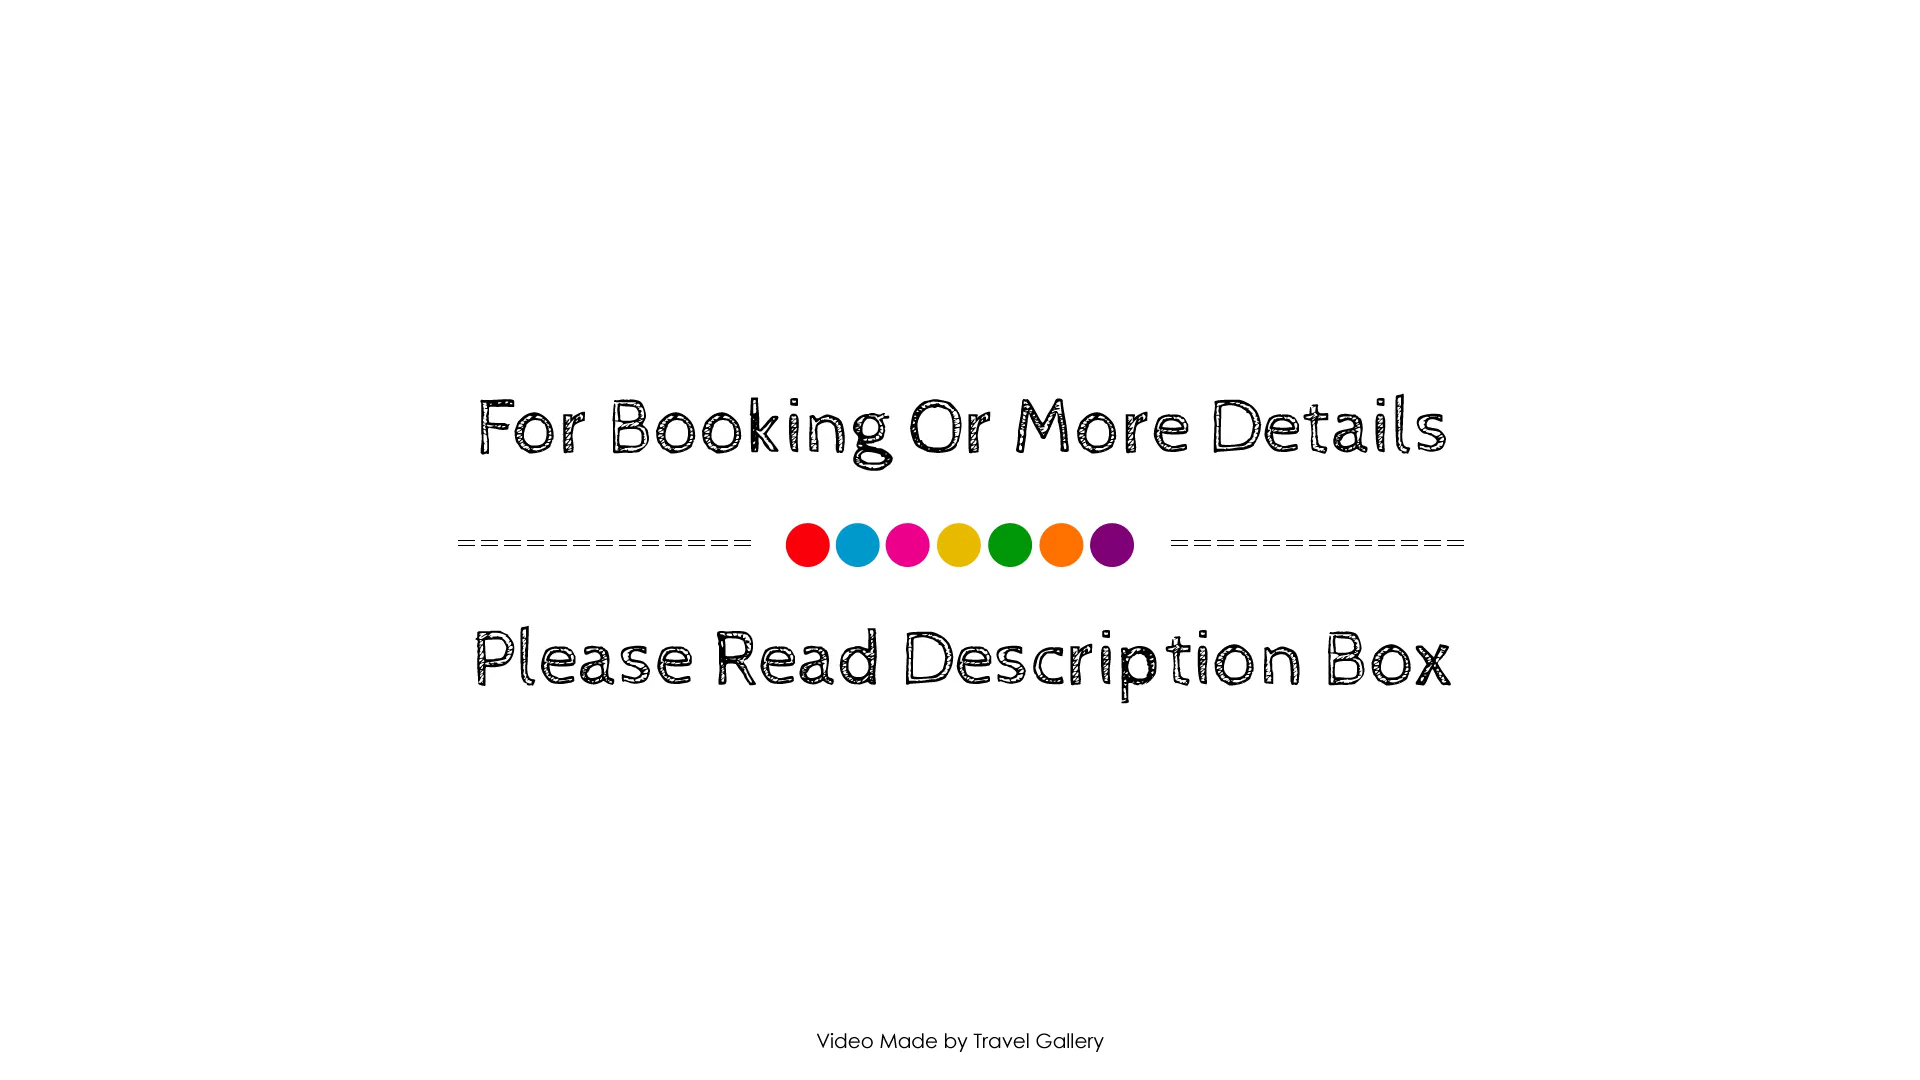 For Booking Or More Details
============= =============
Please Read Description Box
Video Made by Travel Gallery